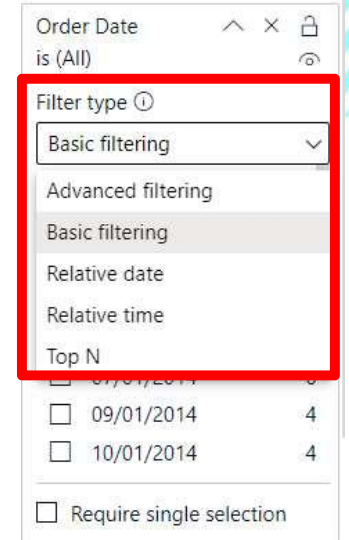 Order Date
is (All)
Filter type
Basic filtering
Advanced filtering
Basic filtering
Relative date
Relative time
Top N
09/01/2014 4
10/01/2014 4
Require single selection